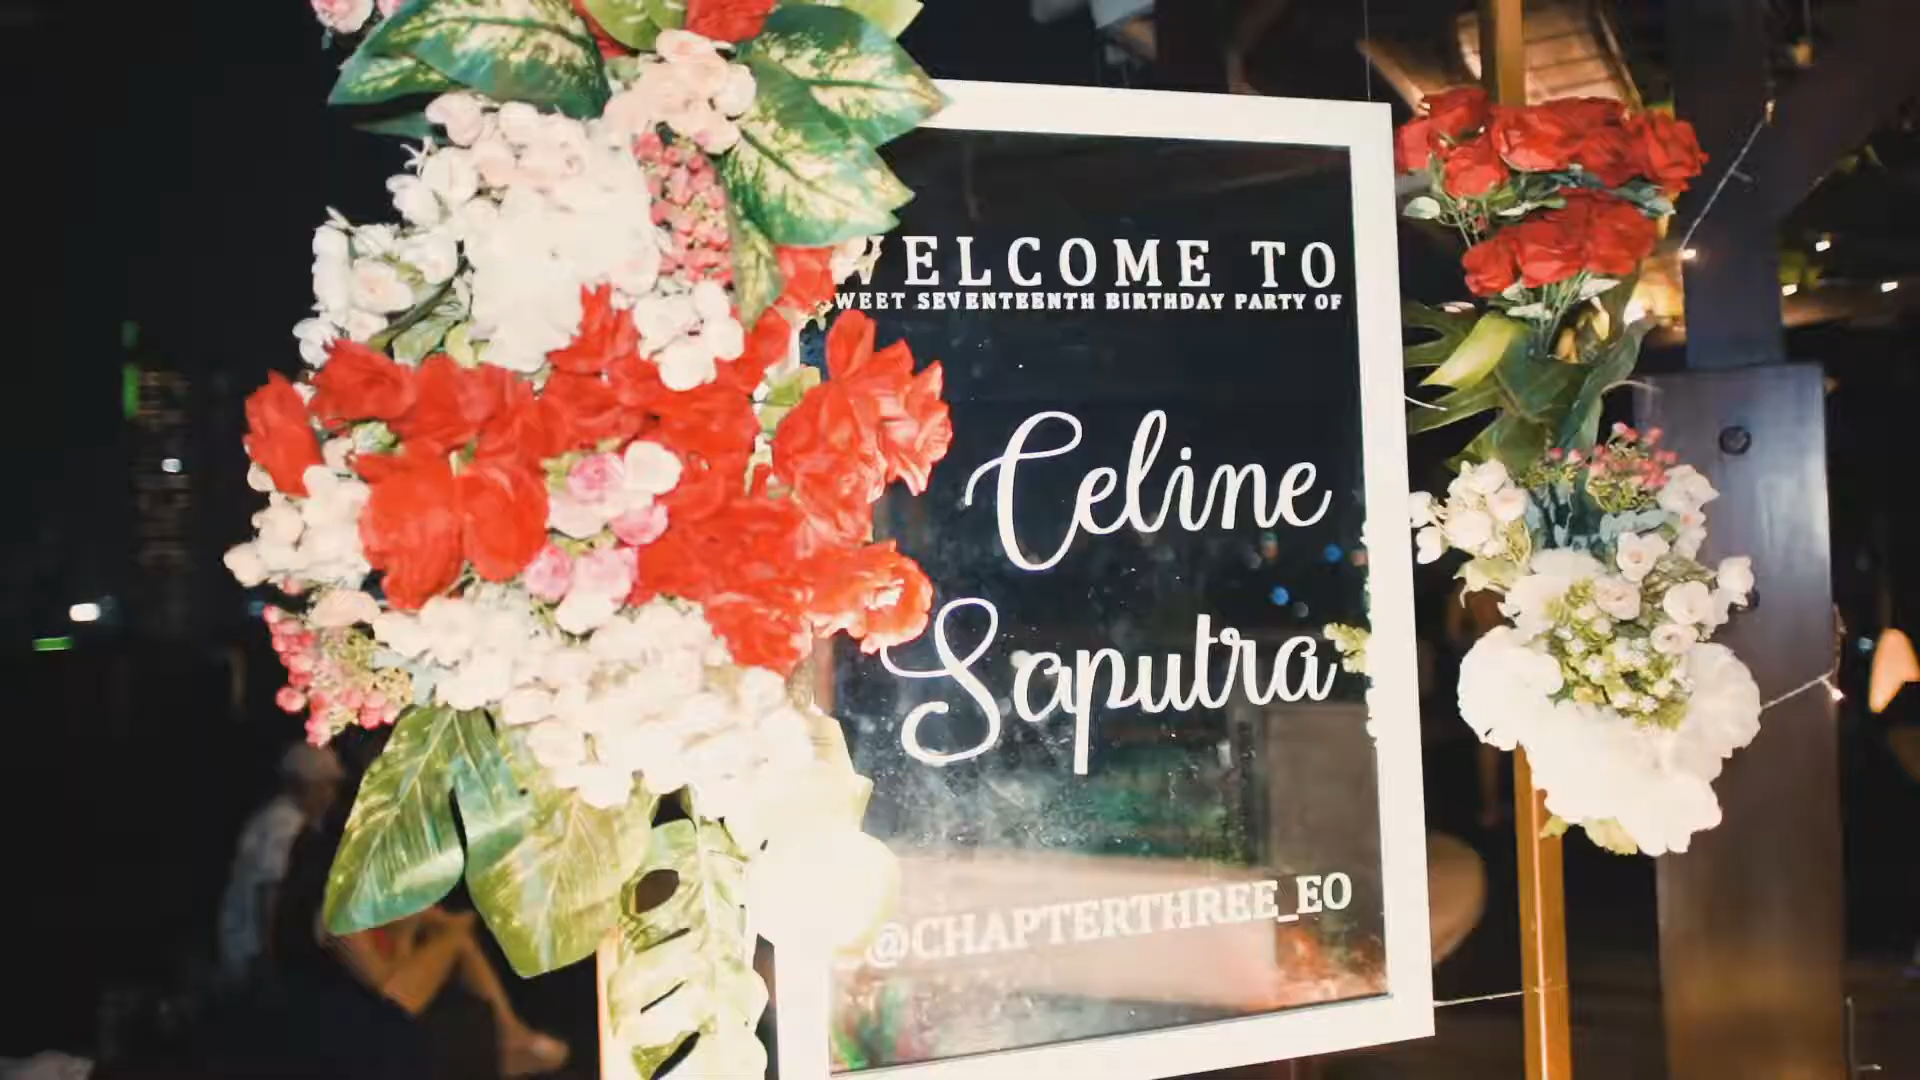 WELCOME TO
WEET SEVENTEENTH BIRTHDAY PARTY OF
Celine
Saputra
@CHAPTERTHREE_EO